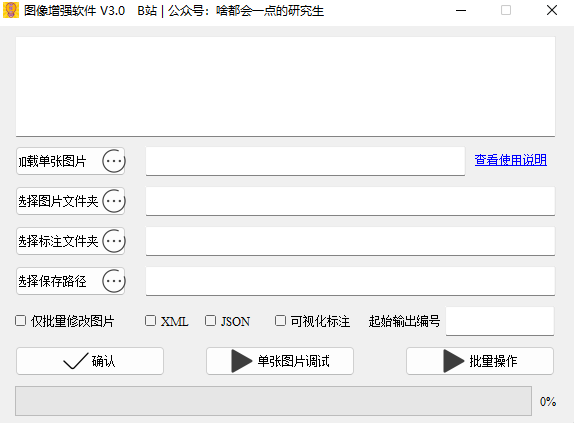 图像增强软件 V3.0 B站 | 公众号：啥都会一点的研究生
加载单张图片 查看使用说明
选择图片文件夹
选择标注文件夹
选择保存路径
仅批量修改图片 XML JSON 可视化标注 起始输出编号
确认 单张图片调试 批量操作
0%